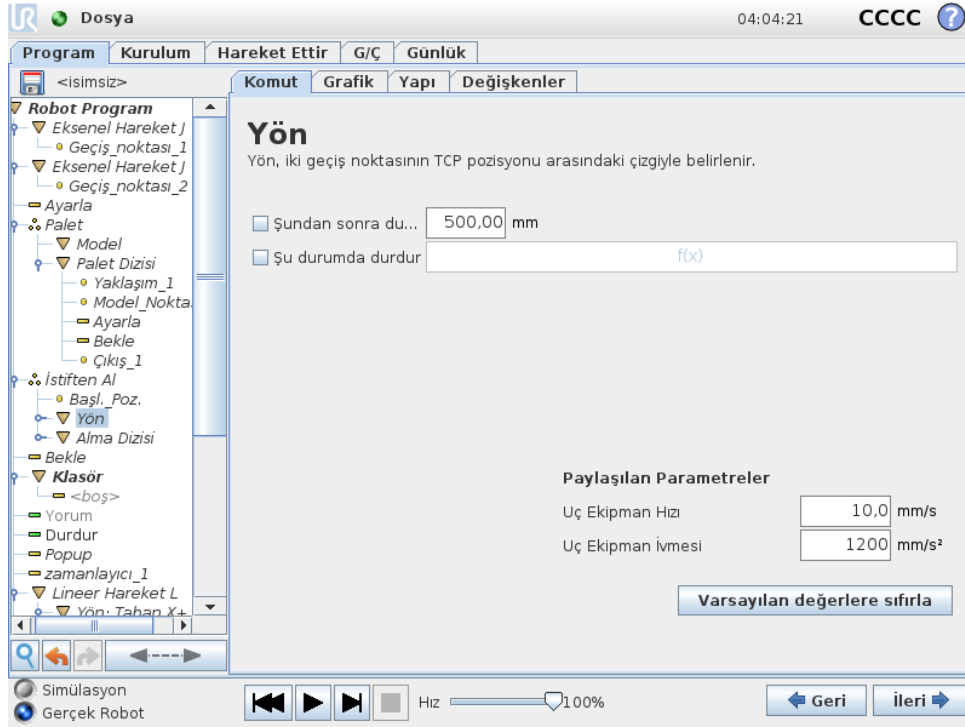 UR Dosya 04:04:21 CCCC ?
Program Kurulum Hareket Ettir G/Ç Günlük
<isimsiz>
Komut Grafik Yapı Değişkenler
Robot Program
Eksenel Hareket J
Geçiş_noktası_1
Eksenel Hareket J
Geçiş_noktası_2
Ayarla
Palet
Model
Palet Dizisi
Yaklaşım_1
Model_Nokta
Ayarla
Bekle
Çıkış_1
İstiften Al
Başl._Poz.
Yön
Alma Dizisi
Bekle
Klasör
<boş>
Yorum
Durdur
Popup
zamanlayıcı_1
Lineer Hareket L
Yön: Taban X+
Yön
Yön, iki geçiş noktasının TCP pozisyonu arasındaki çizgiyle belirlenir.
Şundan sonra du... 500,00 mm
Şu durumda durdur f(x)
Paylaşılan Parametreler
Uç Ekipman Hızı 10,0 mm/s
Uç Ekipman İvmesi 1200 mm/s²
Varsayılan değerlere sıfırla
Simülasyon
Gerçek Robot
Hız 100%
Geri İleri